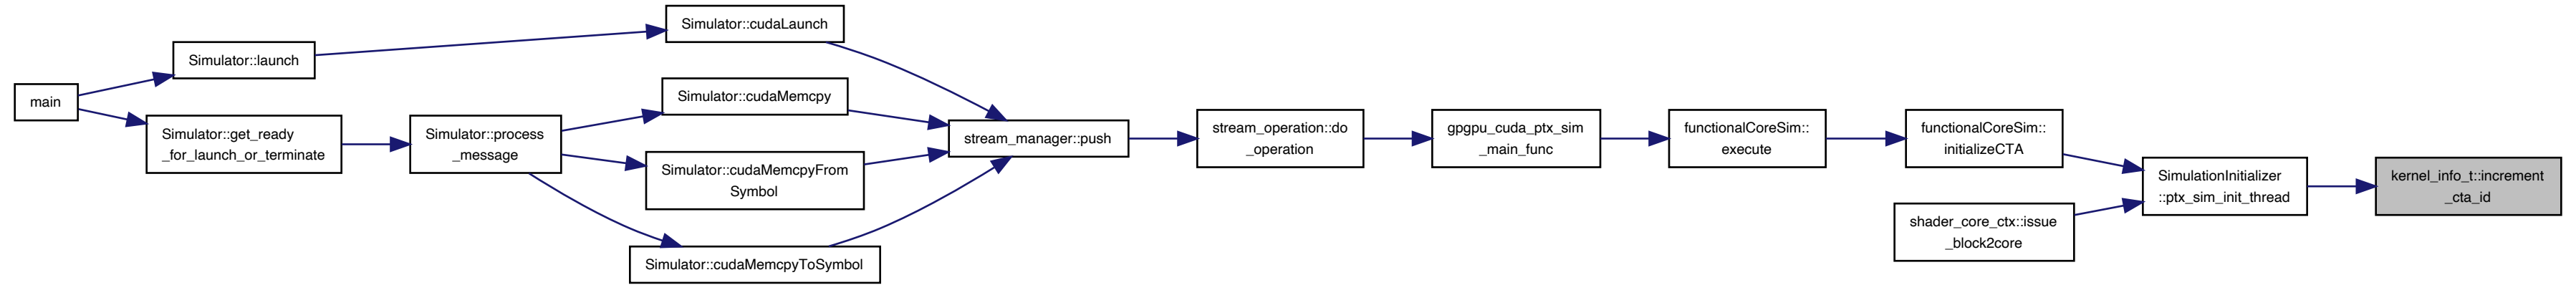 main
Simulator::launch
Simulator::get_ready
_for_launch_or_terminate
Simulator::process
_message
Simulator::cudaLaunch
Simulator::cudaMemcpy
Simulator::cudaMemcpyFrom
Symbol
Simulator::cudaMemcpyToSymbol
stream_manager::push
stream_operation::do
_operation
gpgpu_cuda_ptx_sim
_main_func
functionalCoreSim::
execute
functionalCoreSim::
initializeCTA
shader_core_ctx::issue
_block2core
SimulationInitializer
::ptx_sim_init_thread
kernel_info_t::increment
_cta_id